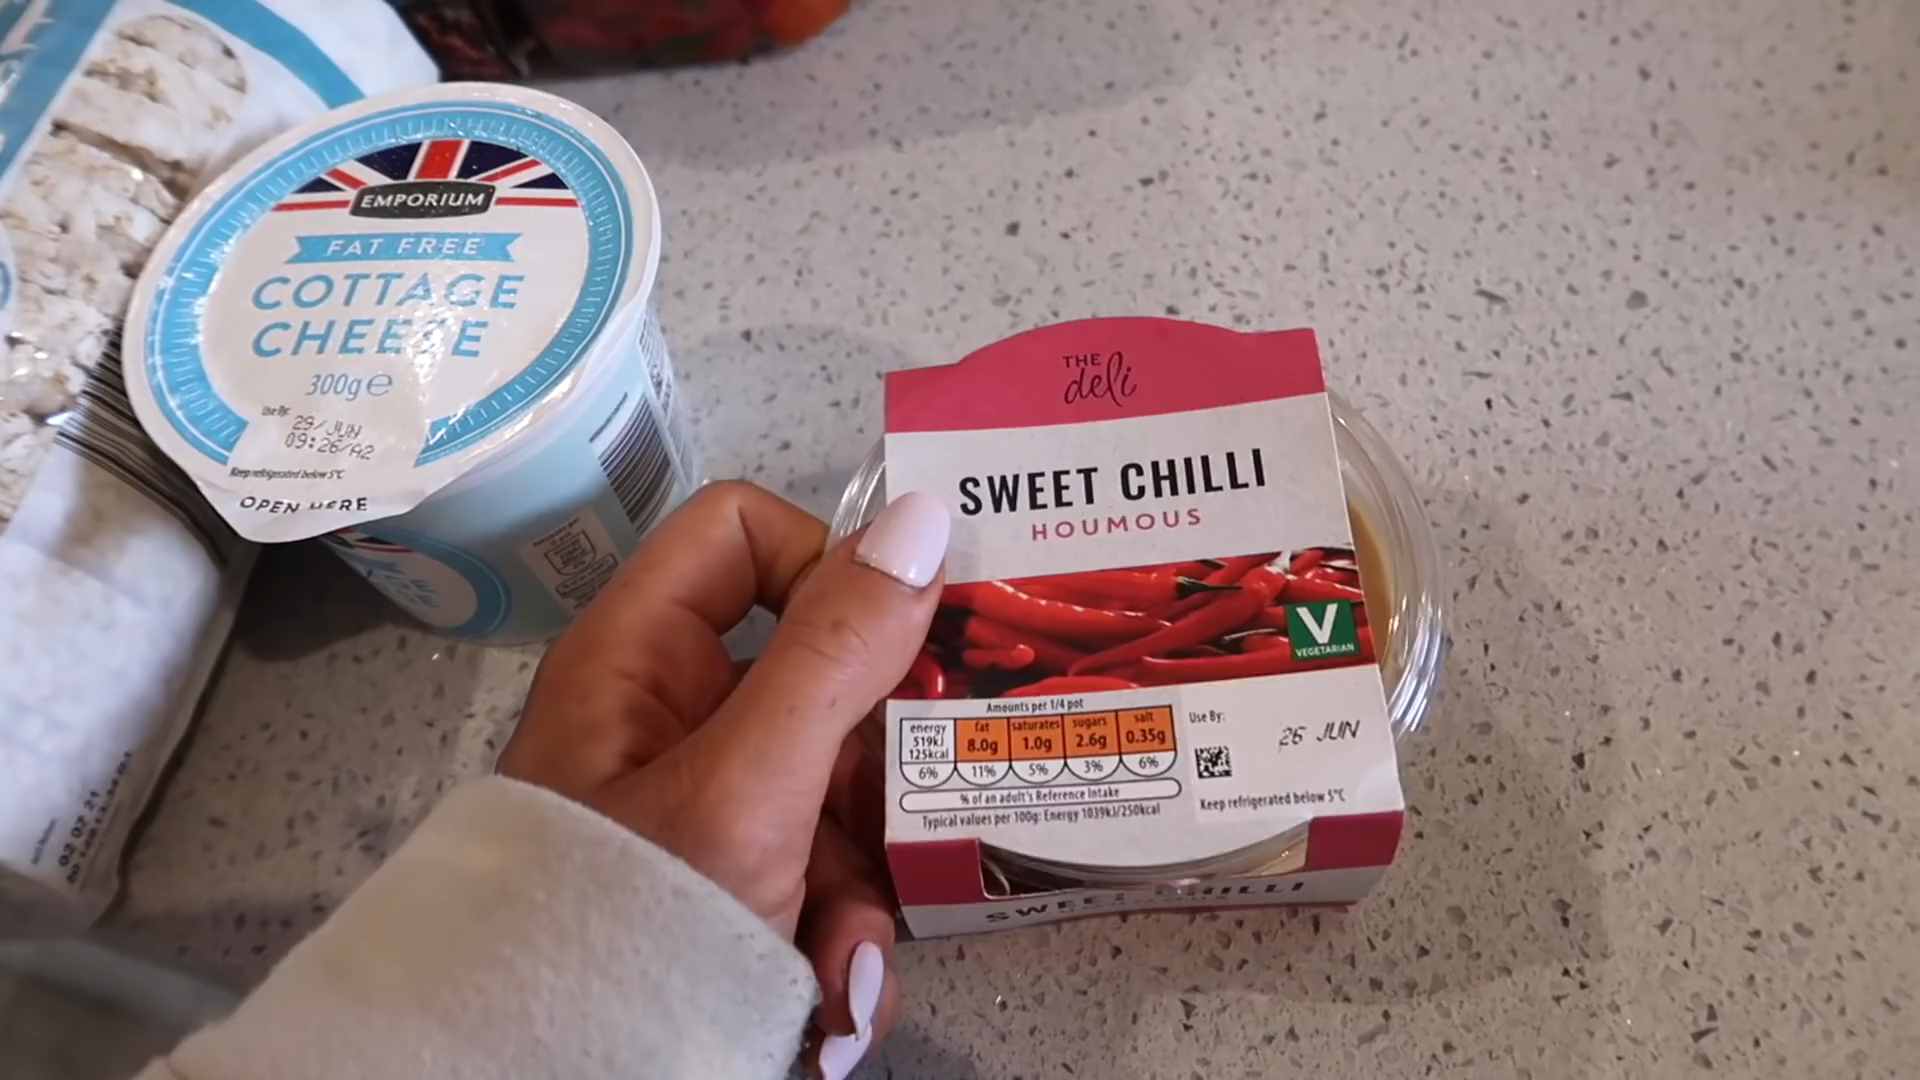 EMPORIUM
FAT FREE
COTTAGE
CHEESE
300g e
Use By:
29/JUN
09:26/A2
Keep refrigerated below 5°C
OPEN HERE
THE
deli
SWEET CHILLI
HOUMOUS
V
VEGETARIAN
Amounts per 1/4 pot
energy
519kJ
125kcal
6%
fat
8.0g
11%
saturates
1.0g
5%
sugars
2.6g
3%
salt
0.35g
6%
% of an adult's Reference Intake
Typical values per 100g: Energy 1039kJ/250kcal
Use By:
26 JUN
Keep refrigerated below 5°C
SWEET CHILLI
02 02 21